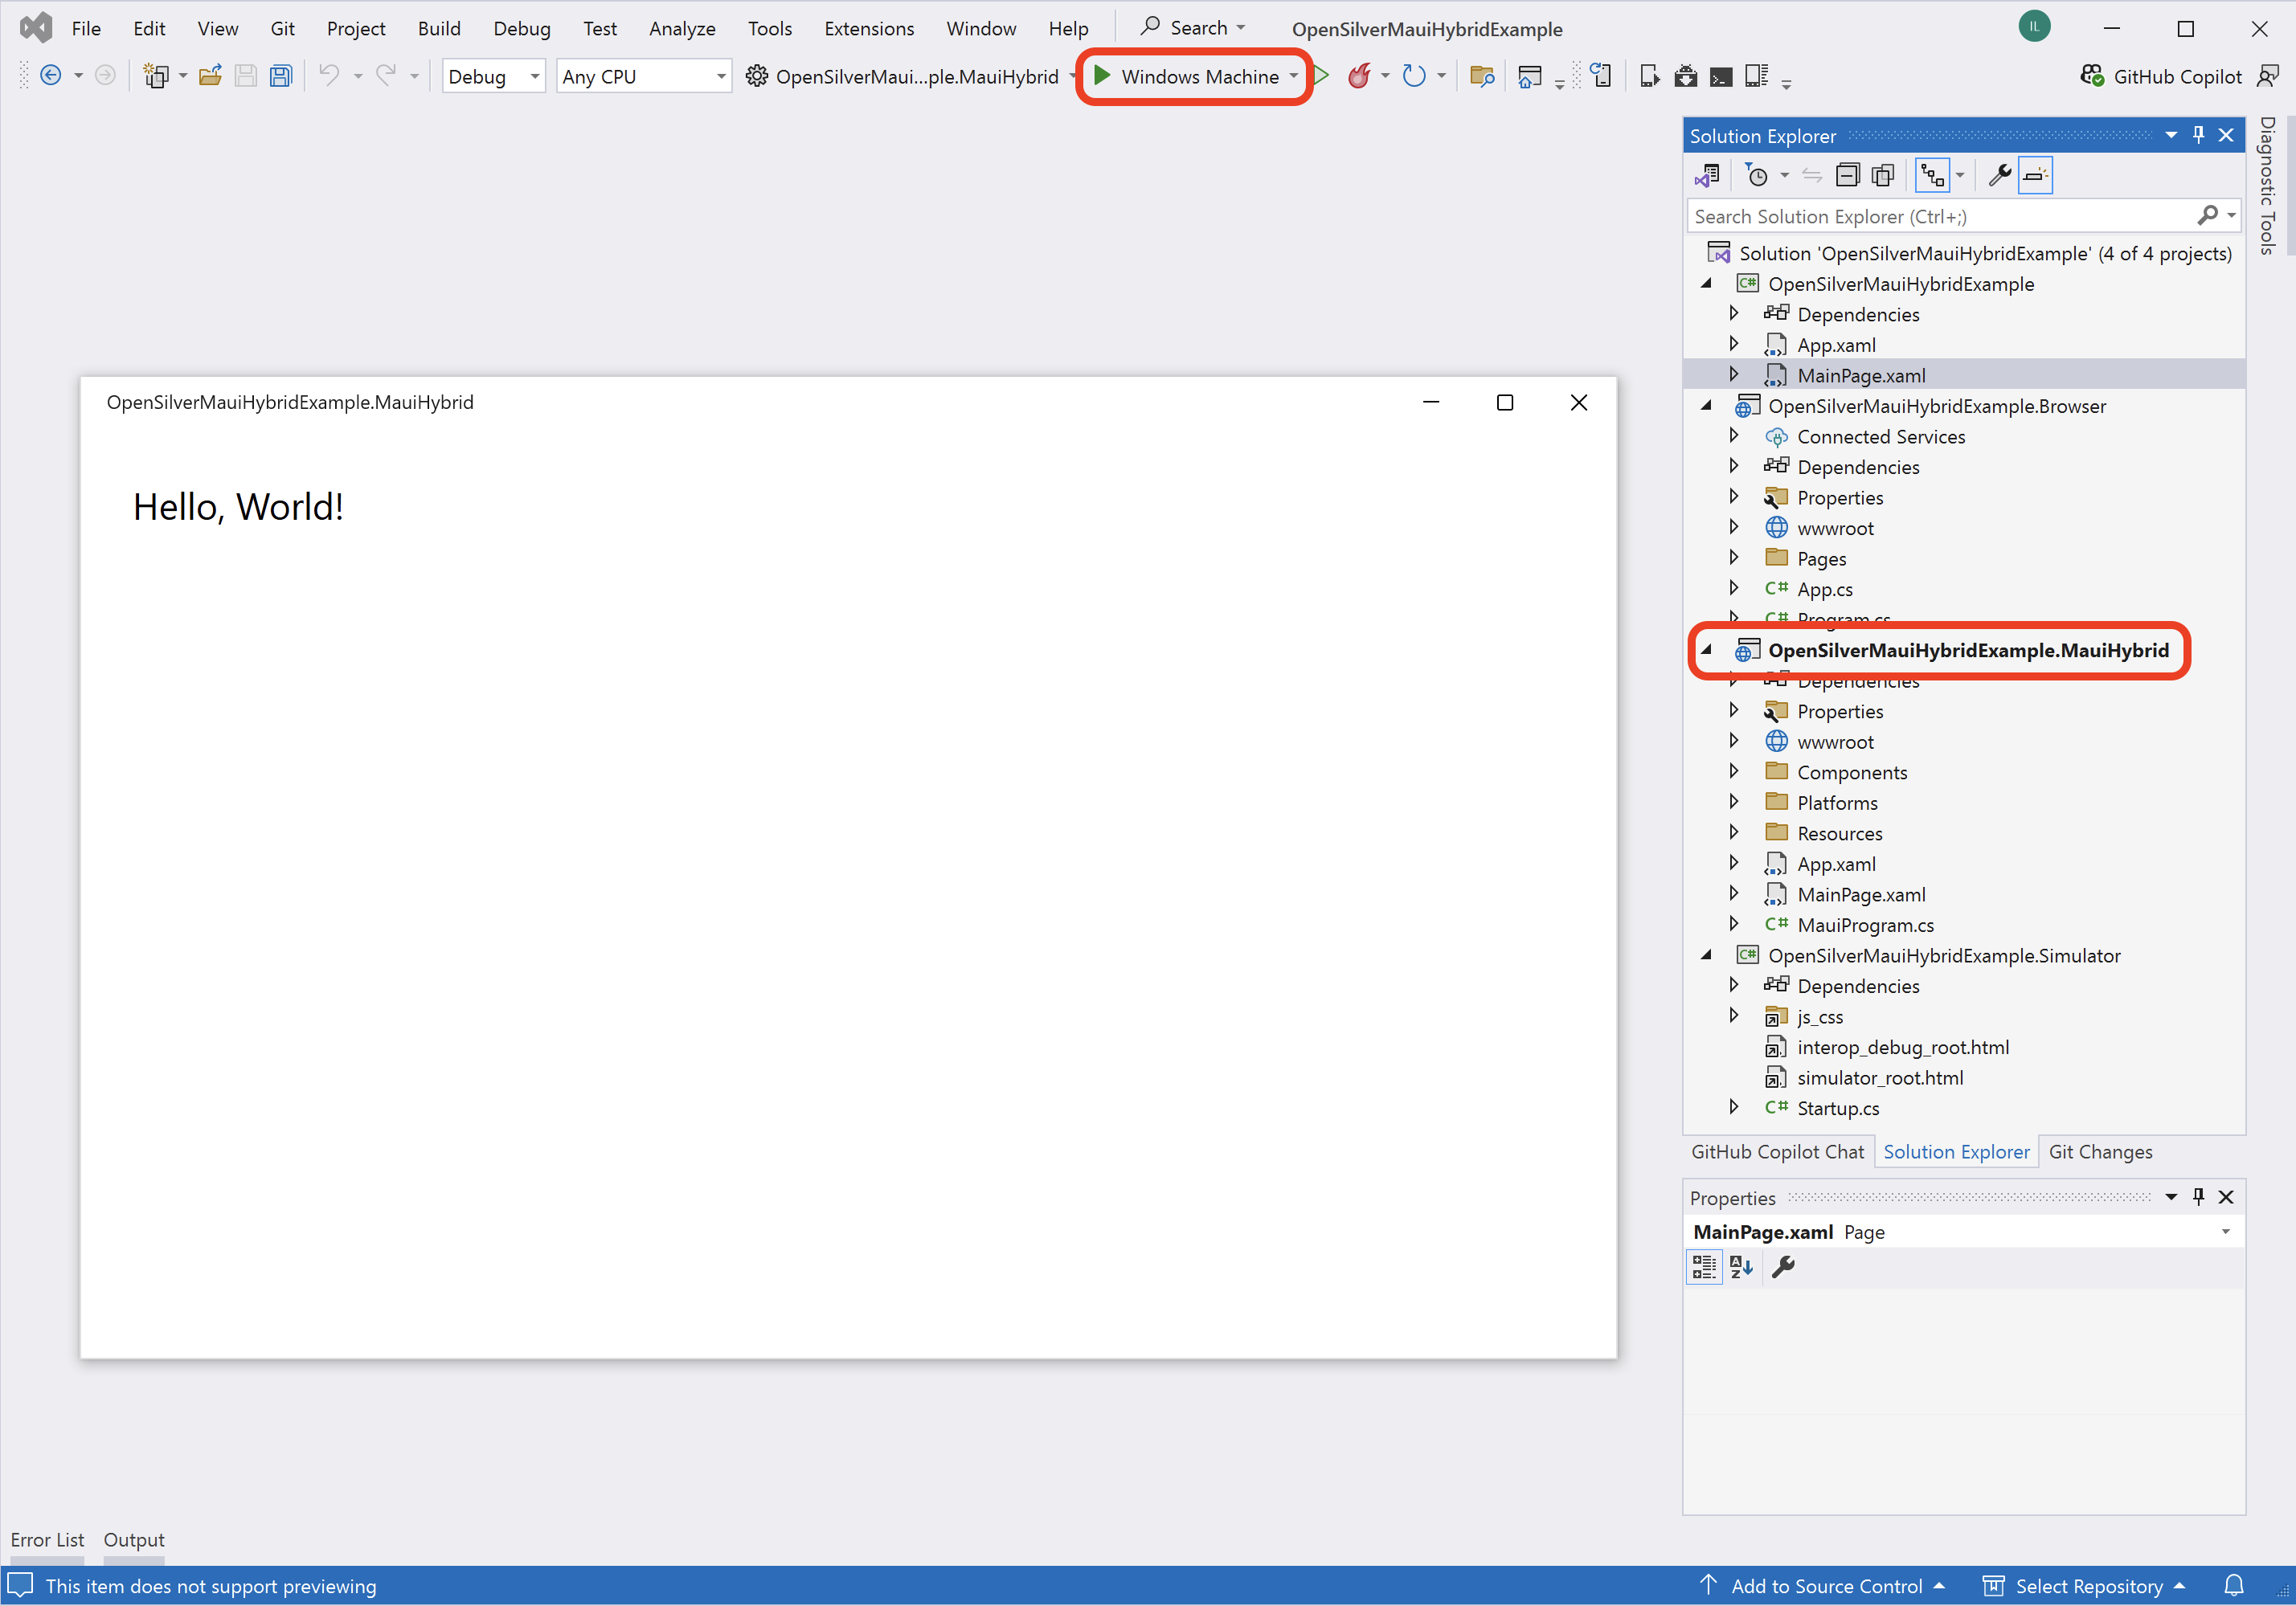 File Edit View Git Project Build Debug Test Analyze Tools Extensions Window Help Search OpenSilverMauiHybridExample IL
Debug Any CPU OpenSilverMaui...ple.MauiHybrid Windows Machine GitHub Copilot
Solution Explorer
Diagnostic Tools
Search Solution Explorer (Ctrl+;)
Solution 'OpenSilverMauiHybridExample' (4 of 4 projects)
C# OpenSilverMauiHybridExample
Dependencies
App.xaml
MainPage.xaml
OpenSilverMauiHybridExample.Browser
Connected Services
Dependencies
Properties
wwwroot
Pages
C# App.cs
C# Program.cs
OpenSilverMauiHybridExample.MauiHybrid
Dependencies
Properties
wwwroot
Components
Platforms
Resources
App.xaml
MainPage.xaml
C# MauiProgram.cs
C# OpenSilverMauiHybridExample.Simulator
Dependencies
js_css
interop_debug_root.html
simulator_root.html
C# Startup.cs
GitHub Copilot Chat Solution Explorer Git Changes
Properties
MainPage.xaml Page
OpenSilverMauiHybridExample.MauiHybrid
Hello, World!
Error List Output
This item does not support previewing Add to Source Control Select Repository